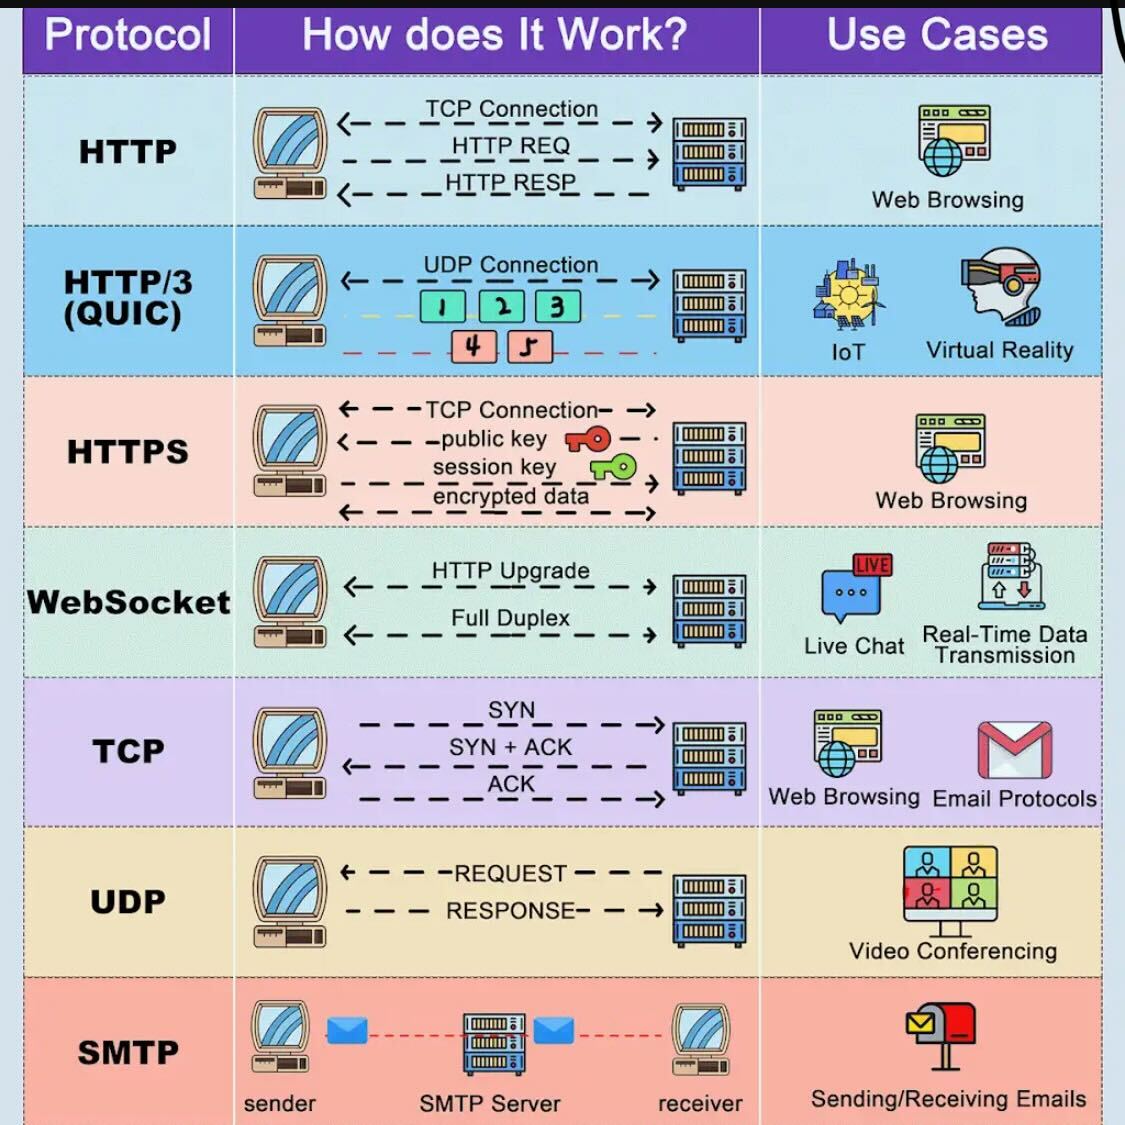 Protocol
How does It Work?
Use Cases
HTTP
TCP Connection
HTTP REQ
HTTP RESP
Web Browsing
HTTP/3
(QUIC)
UDP Connection
1 2 3
4 5
IoT
Virtual Reality
HTTPS
TCP Connection
public key
session key
encrypted data
Web Browsing
WebSocket
HTTP Upgrade
Full Duplex
LIVE
Live Chat
Real-Time Data
Transmission
TCP
SYN
SYN + ACK
ACK
Web Browsing
Email Protocols
UDP
REQUEST
RESPONSE
Video Conferencing
SMTP
sender
SMTP Server
receiver
Sending/Receiving Emails